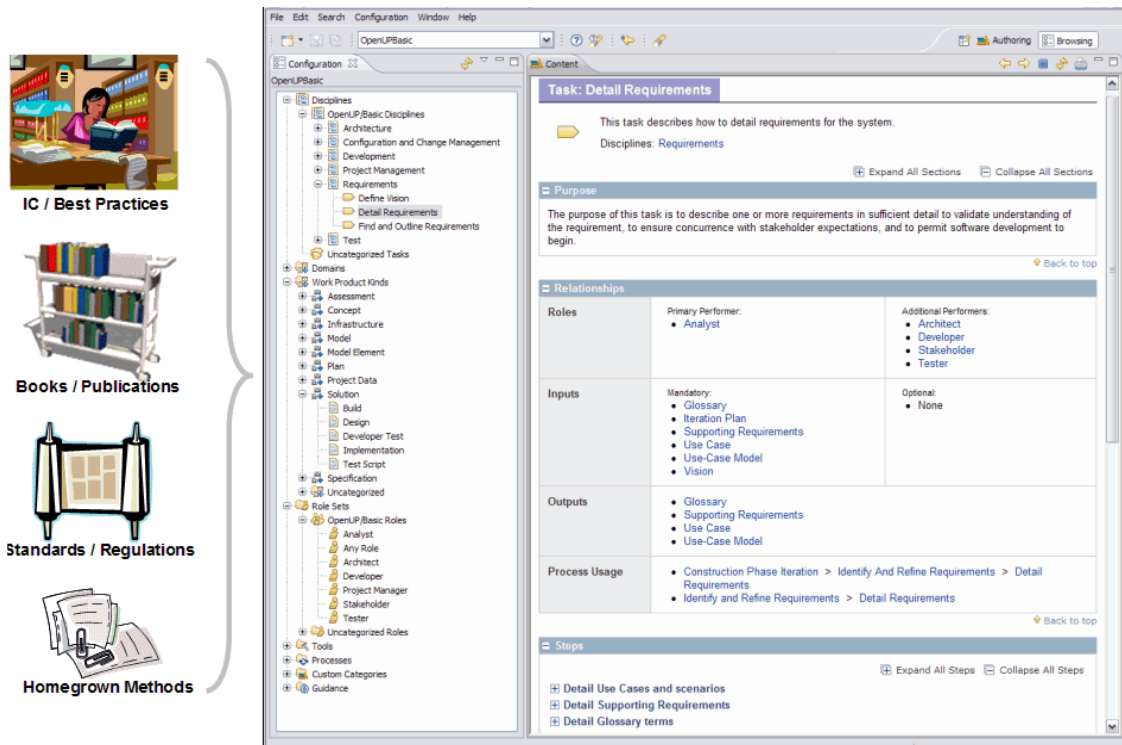 IC / Best Practices
Books / Publications
Standards / Regulations
Homegrown Methods
File Edit Search Configuration Window Help
OpenUPBasic
Authoring Browsing
Configuration
OpenUPBasic
Disciplines
OpenUP/Basic Disciplines
Architecture
Configuration and Change Management
Development
Project Management
Requirements
Define Vision
Detail Requirements
Find and Outline Requirements
Test
Uncategorized Tasks
Domains
Work Product Kinds
Assessment
Concept
Infrastructure
Model
Model Element
Plan
Project Data
Solution
Build
Design
Developer Test
Implementation
Test Script
Specification
Uncategorized
Role Sets
OpenUP/Basic Roles
Analyst
Any Role
Architect
Developer
Project Manager
Stakeholder
Tester
Uncategorized Roles
Tools
Processes
Custom Categories
Guidance
Content
Task: Detail Requirements
This task describes how to detail requirements for the system.
Disciplines: Requirements
Expand All Sections Collapse All Sections
Purpose
The purpose of this task is to describe one or more requirements in sufficient detail to validate understanding of
the requirement, to ensure concurrence with stakeholder expectations, and to permit software development to
begin.
Back to top
Relationships
Roles
Primary Performer:
• Analyst
Additional Performers:
• Architect
• Developer
• Stakeholder
• Tester
Inputs
Mandatory:
• Glossary
• Iteration Plan
• Supporting Requirements
• Use Case
• Use-Case Model
• Vision
Optional:
• None
Outputs
• Glossary
• Supporting Requirements
• Use Case
• Use-Case Model
Process Usage
• Construction Phase Iteration > Identify And Refine Requirements > Detail
Requirements
• Identify and Refine Requirements > Detail Requirements
Back to top
Steps
Expand All Steps Collapse All Steps
Detail Use Cases and scenarios
Detail Supporting Requirements
Detail Glossary terms